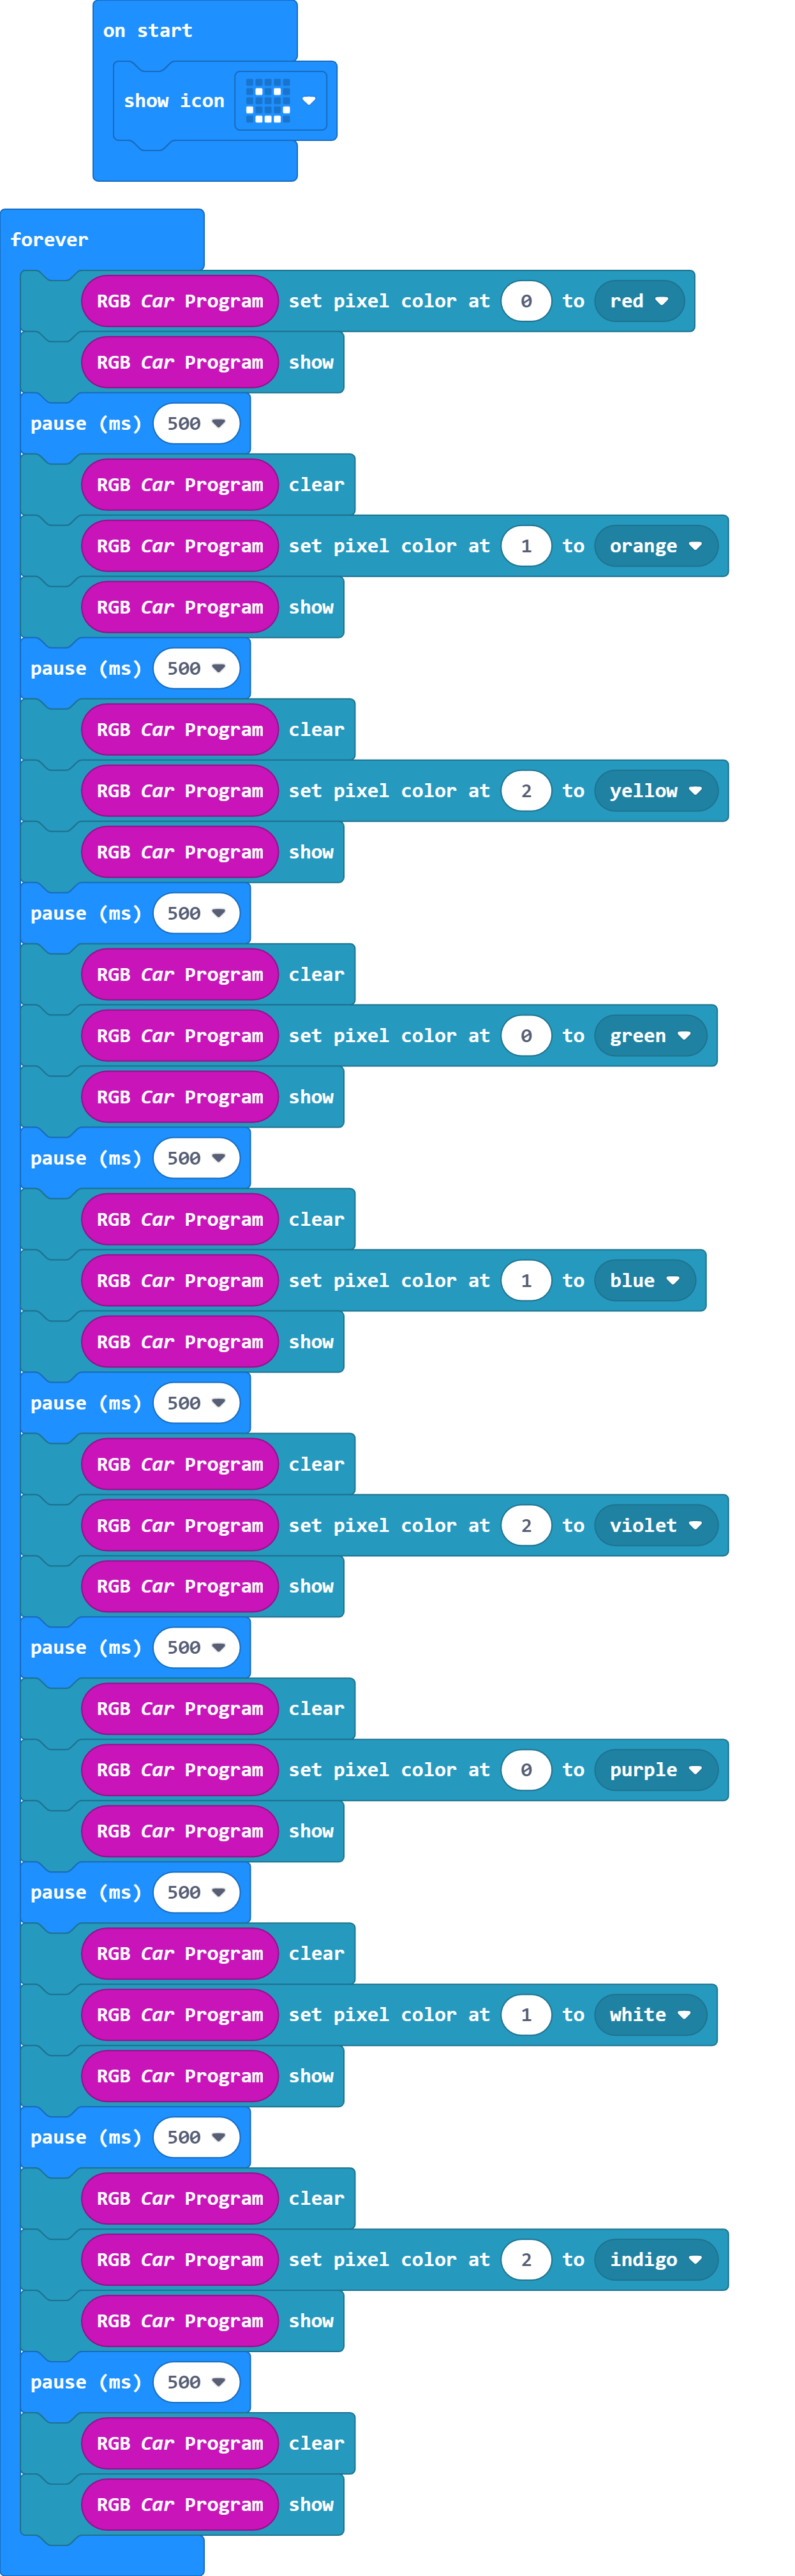 on start
show icon
forever
RGB Car Program set pixel color at 0 to red
RGB Car Program show
pause (ms) 500
RGB Car Program clear
RGB Car Program set pixel color at 1 to orange
RGB Car Program show
pause (ms) 500
RGB Car Program clear
RGB Car Program set pixel color at 2 to yellow
RGB Car Program show
pause (ms) 500
RGB Car Program clear
RGB Car Program set pixel color at 0 to green
RGB Car Program show
pause (ms) 500
RGB Car Program clear
RGB Car Program set pixel color at 1 to blue
RGB Car Program show
pause (ms) 500
RGB Car Program clear
RGB Car Program set pixel color at 2 to violet
RGB Car Program show
pause (ms) 500
RGB Car Program clear
RGB Car Program set pixel color at 0 to purple
RGB Car Program show
pause (ms) 500
RGB Car Program clear
RGB Car Program set pixel color at 1 to white
RGB Car Program show
pause (ms) 500
RGB Car Program clear
RGB Car Program set pixel color at 2 to indigo
RGB Car Program show
pause (ms) 500
RGB Car Program clear
RGB Car Program show